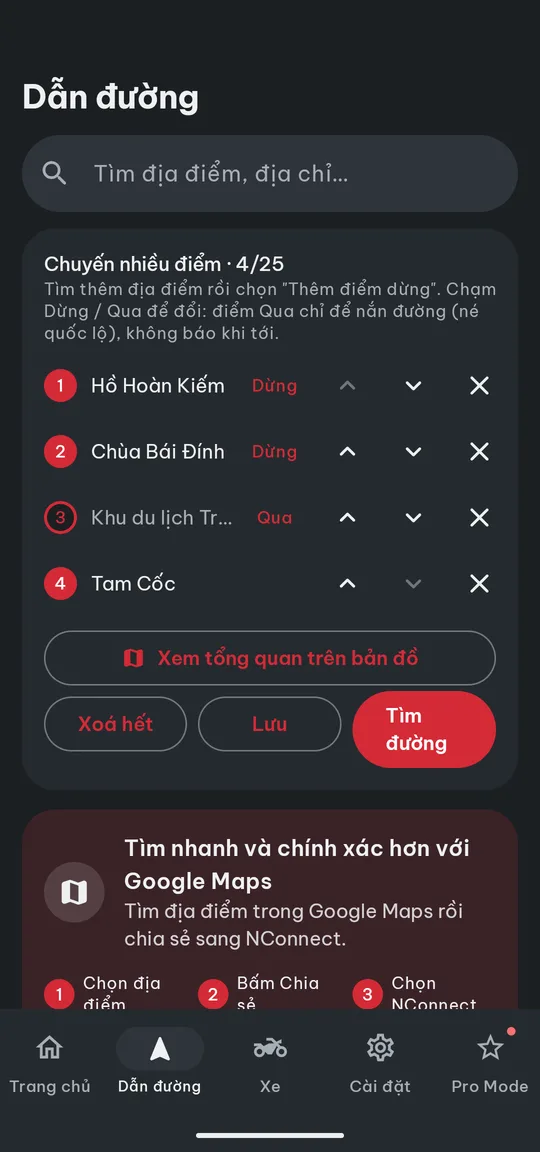 Dẫn đường
Tìm địa điểm, địa chỉ...
Chuyến nhiều điểm · 4/25
Tìm thêm địa điểm rồi chọn "Thêm điểm dừng". Chạm
Dừng / Qua để đổi: điểm Qua chỉ để nắn đường (né
quốc lộ), không báo khi tới.
1 Hồ Hoàn Kiếm Dừng
2 Chùa Bái Đính Dừng
3 Khu du lịch Tr... Qua
4 Tam Cốc
Xem tổng quan trên bản đồ
Xoá hết Lưu Tìm
đường
Tìm nhanh và chính xác hơn với
Google Maps
Tìm địa điểm trong Google Maps rồi
chia sẻ sang NConnect.
1 Chọn địa
điểm
2 Bấm Chia
sẻ
3 Chọn
NConnect
Trang chủ Dẫn đường Xe Cài đặt Pro Mode